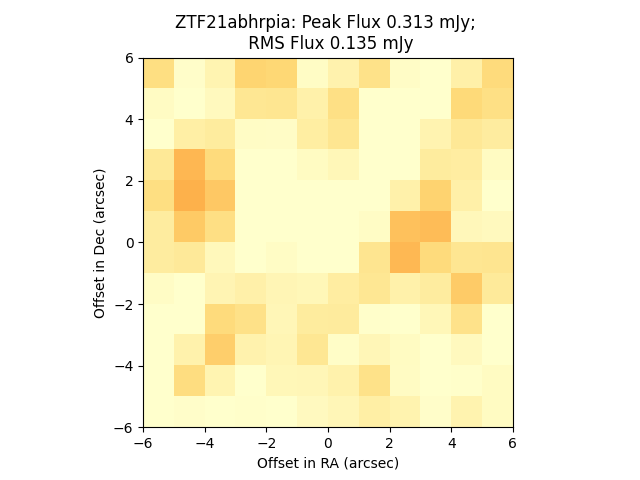 ZTF21abhrpia: Peak Flux 0.313 mJy;
RMS Flux 0.135 mJy
6
4
2
0
−2
−4
−6
Offset in Dec (arcsec)
−6 −4 −2 0 2 4 6
Offset in RA (arcsec)